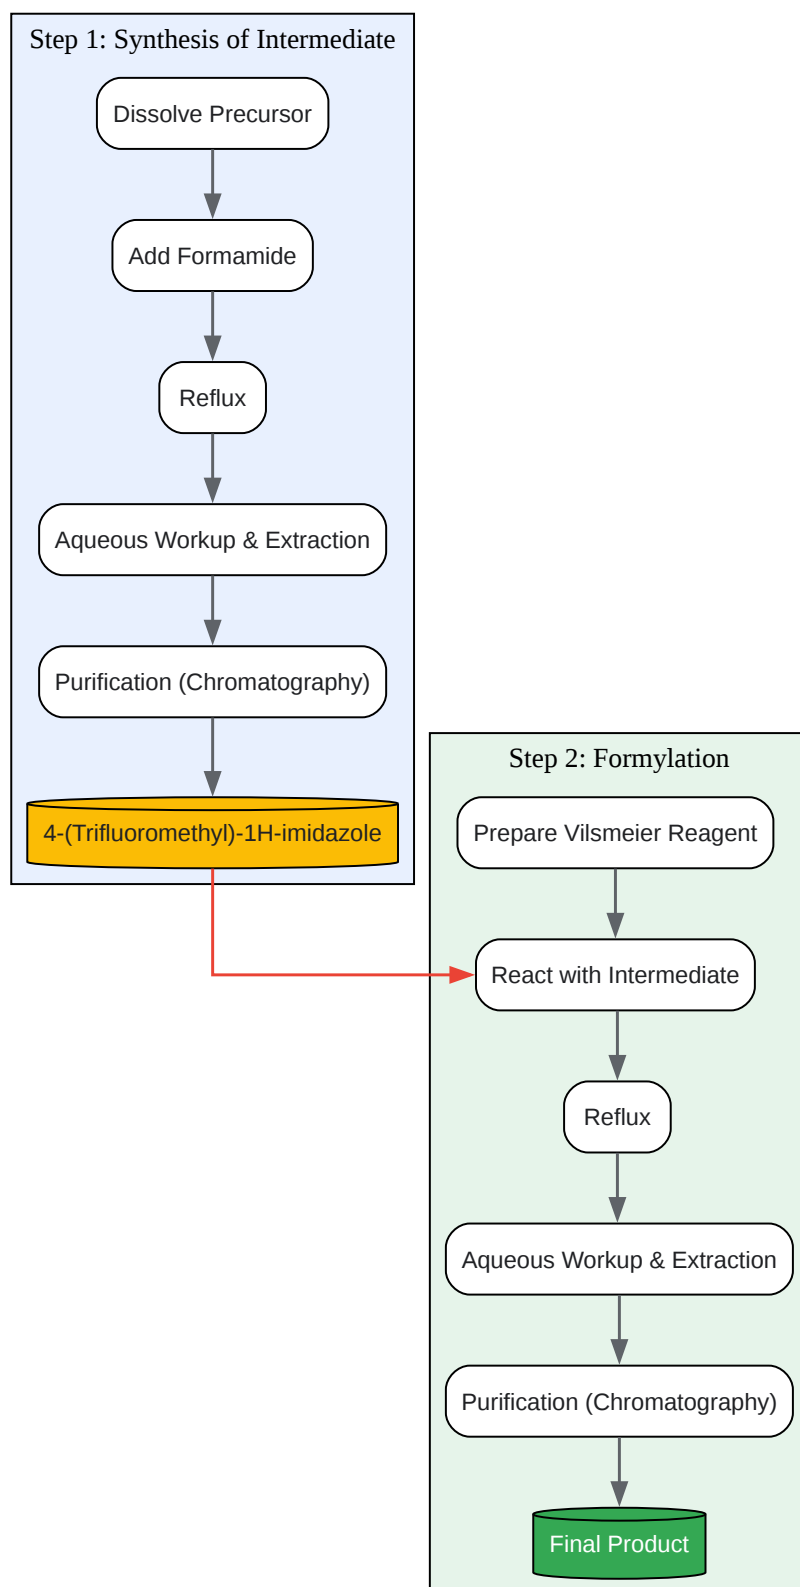 Step 1: Synthesis of Intermediate
Dissolve Precursor
Add Formamide
Reflux
Aqueous Workup & Extraction
Purification (Chromatography)
4-(Trifluoromethyl)-1H-imidazole
Step 2: Formylation
Prepare Vilsmeier Reagent
React with Intermediate
Reflux
Aqueous Workup & Extraction
Purification (Chromatography)
Final Product